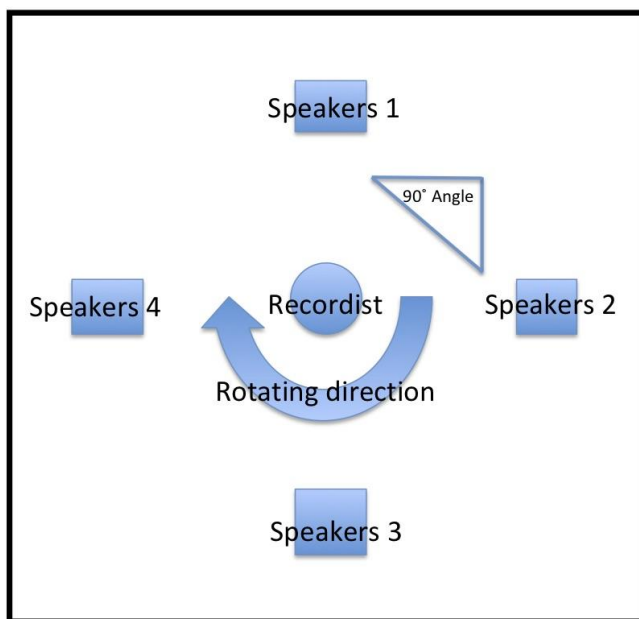 Speakers 1
90˚ Angle
Speakers 4
Recordist
Speakers 2
Rotating direction
Speakers 3